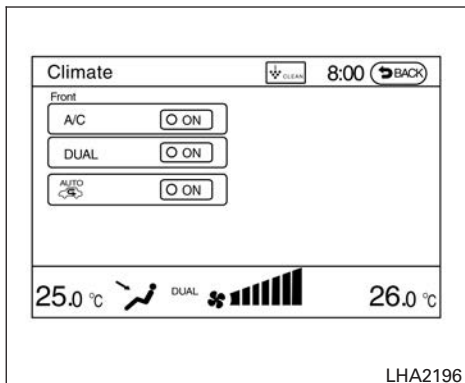 Climate CLEAN 8:00 BACK
Front
A/C ON
DUAL ON
AUTO ON
25.0 °C DUAL 26.0 °C
LHA2196